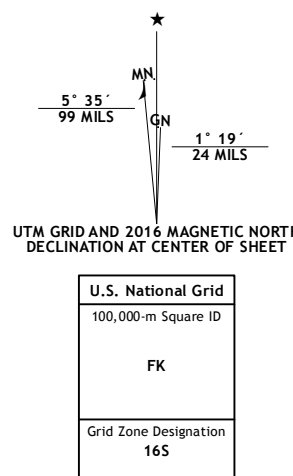 MN
5° 35´
99 MILS
GN
1° 19´
24 MILS
UTM GRID AND 2016 MAGNETIC NORTH
DECLINATION AT CENTER OF SHEET
U.S. National Grid
100,000-m Square ID
FK
Grid Zone Designation
16S